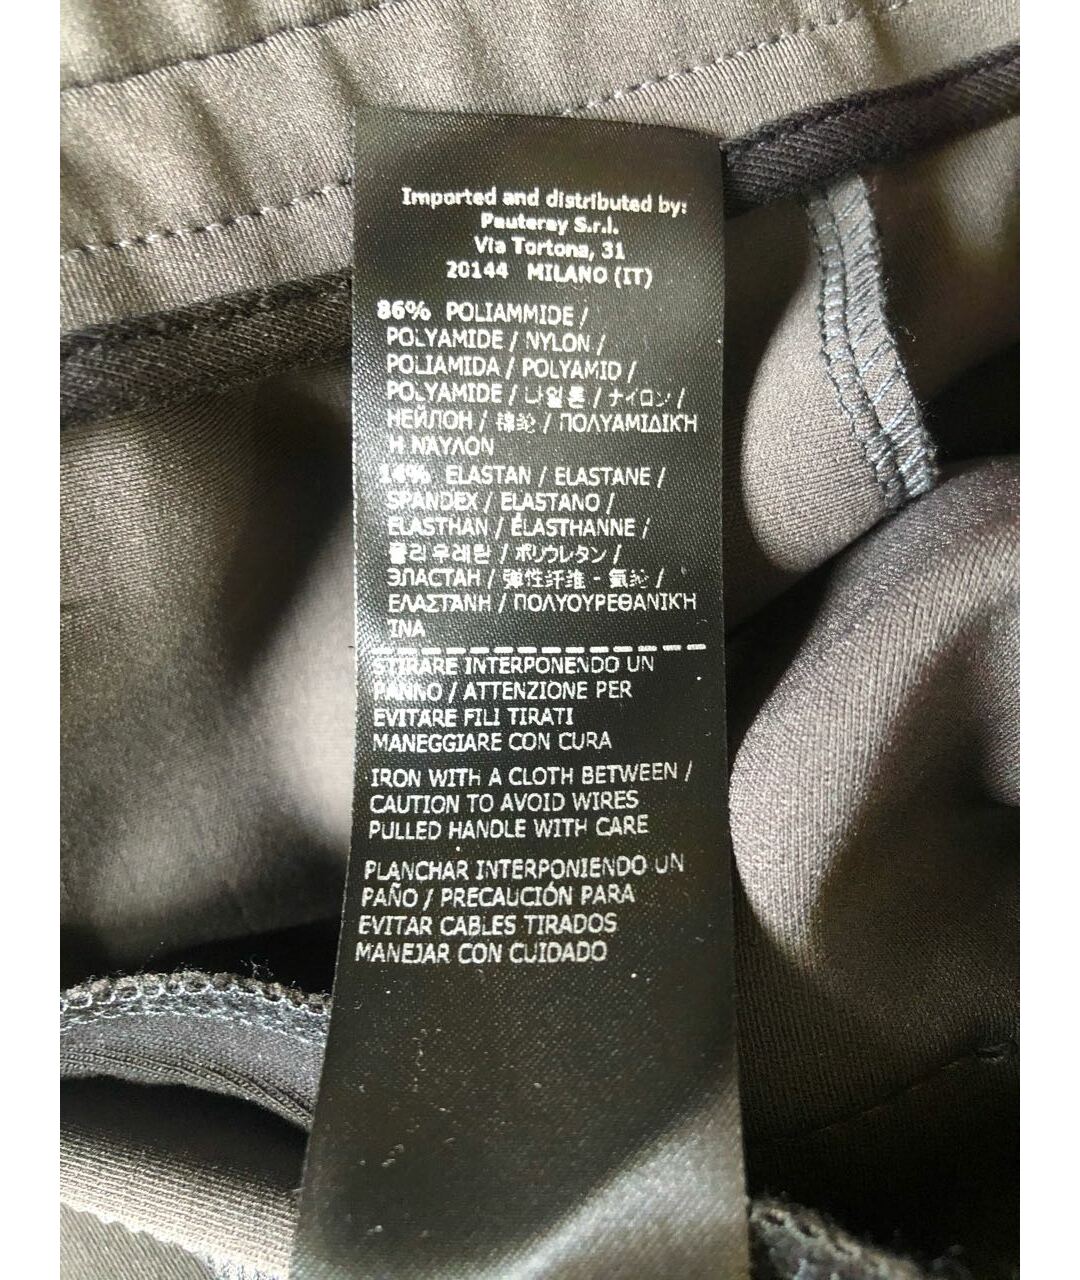 Imported and distributed by:
Peuterey S.r.l.
Via Tortona, 31
20144 MILANO (IT)
86% POLIAMMIDE /
POLYAMIDE / NYLON /
POLIAMIDA / POLYAMID /
POLYAMIDE / 나일론 / ナイロン /
НЕЙЛОН / 锦纶 / ΠΟΛΥΑΜΙΔΙΚΉ
Ή ΝΆΥΛΟΝ
14% ELASTAN / ELASTANE /
SPANDEX / ELASTANO /
ELASTHAN / ÉLASTHANNE /
폴리우레탄 / ポリウレタン /
ЭЛАСТАН / 弹性纤维 - 氨纶 /
ΕΛΑΣΤΆΝΗ / ΠΟΛΥΟΥΡΕΘΑΝΙΚΉ
ΊΝΑ
STIRARE INTERPONENDO UN
PANNO / ATTENZIONE PER
EVITARE FILI TIRATI
MANEGGIARE CON CURA
IRON WITH A CLOTH BETWEEN /
CAUTION TO AVOID WIRES
PULLED HANDLE WITH CARE
PLANCHAR INTERPONIENDO UN
PAÑO / PRECAUCIÓN PARA
EVITAR CABLES TIRADOS
MANEJAR CON CUIDADO